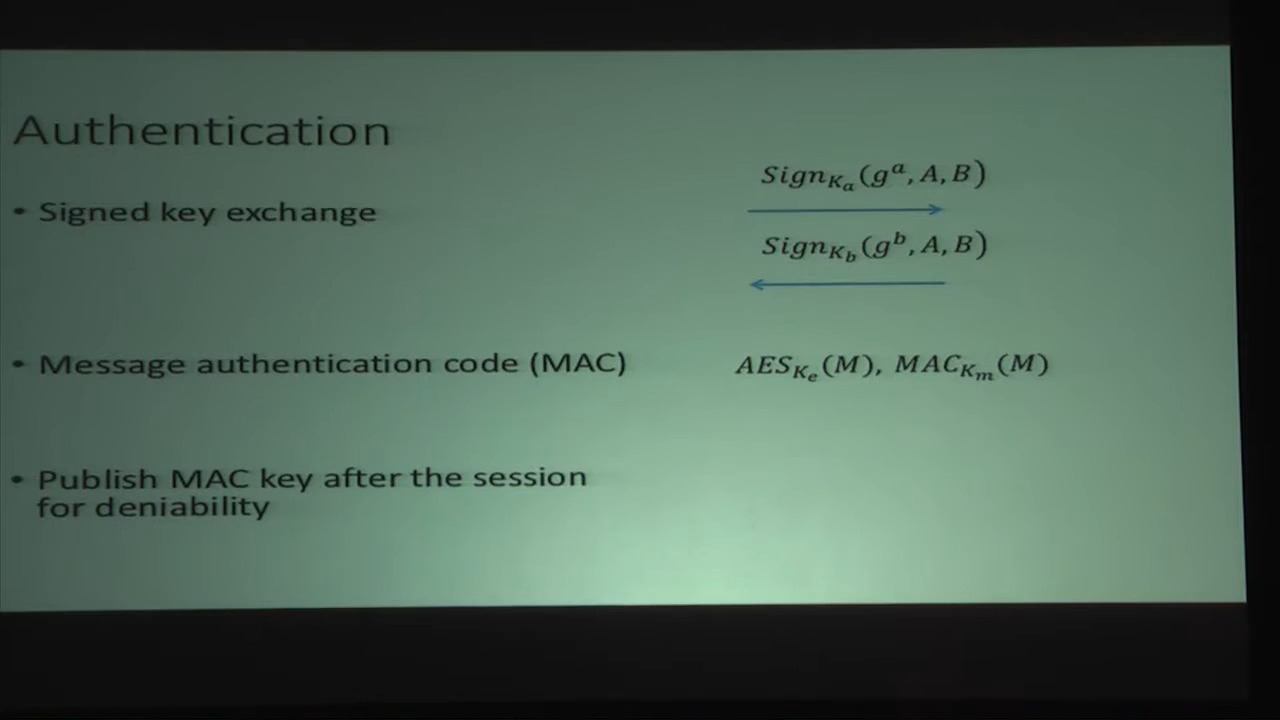 Authentication
• Signed key exchange
Sign_{K_a}(g^a, A, B)
Sign_{K_b}(g^b, A, B)
• Message authentication code (MAC)
AES_{K_e}(M), MAC_{K_m}(M)
• Publish MAC key after the session
for deniability